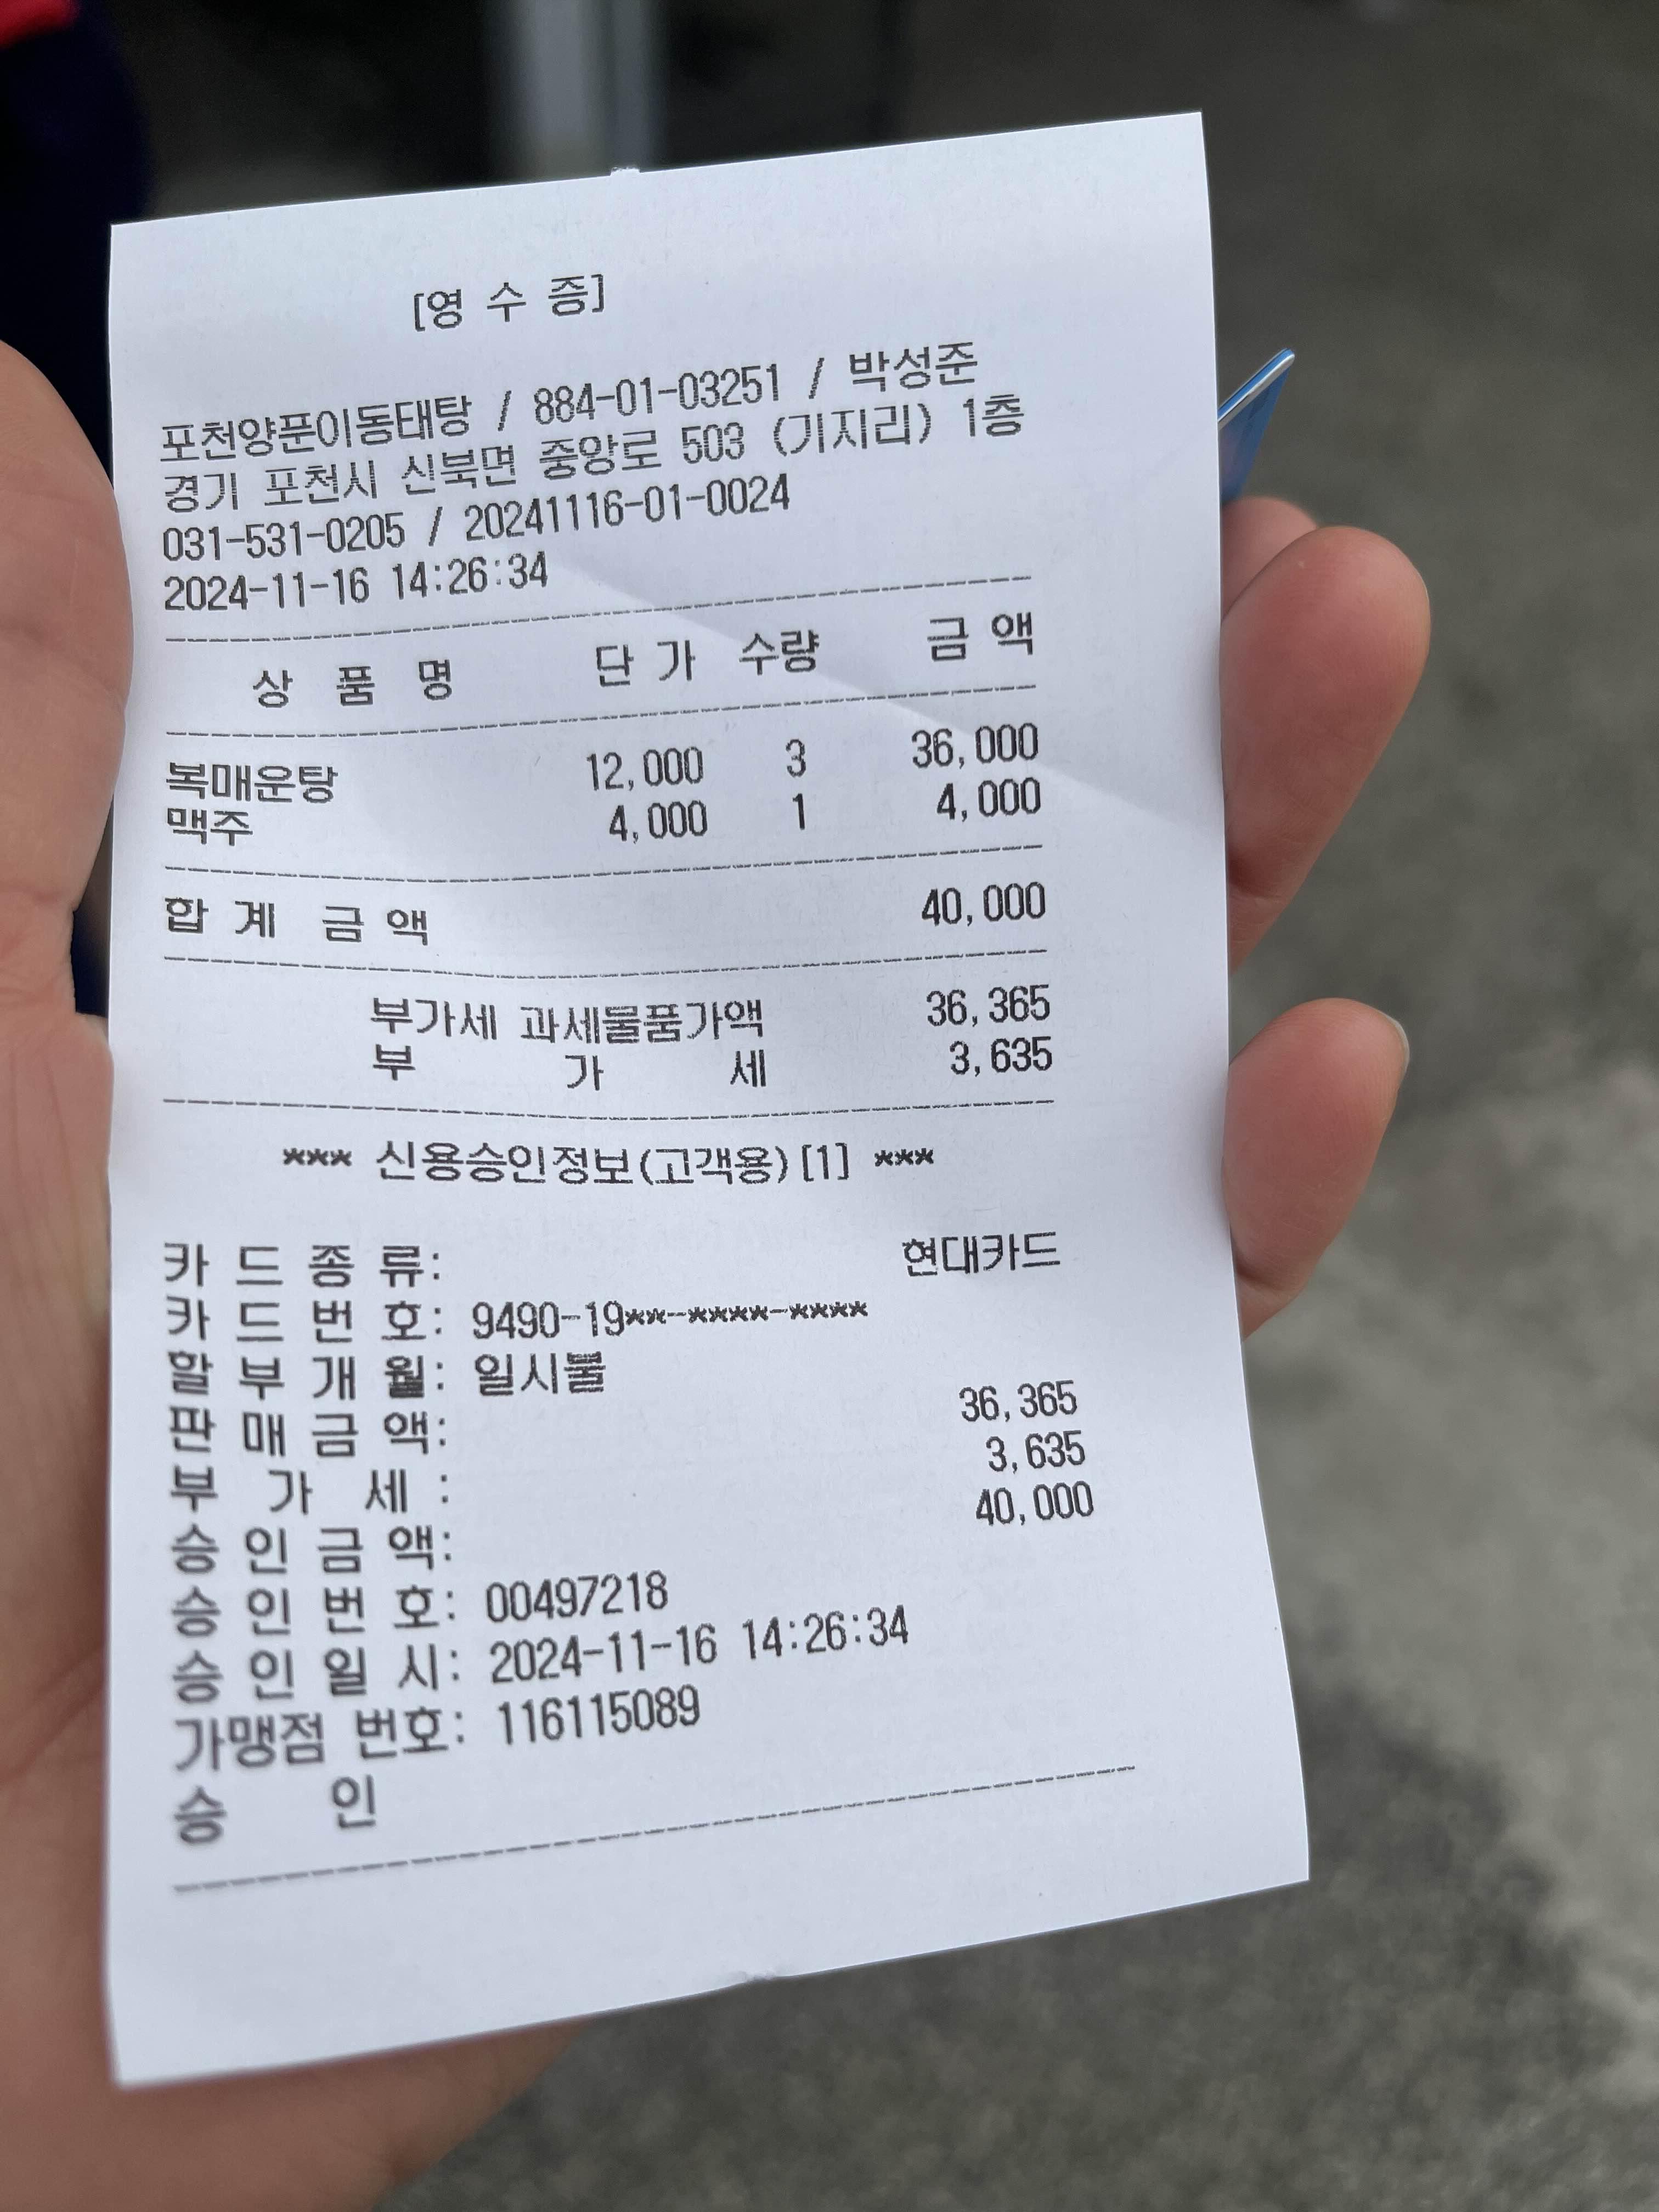 [영 수 증]
포천양푼이동태탕 / 884-01-03251 / 박성준
경기 포천시 신북면 중앙로 503 (기지리) 1층
031-531-0205 / 20241116-01-0024
2024-11-16 14:26:34
상 품 명 단 가 수량 금 액
복매운탕 12,000 3 36,000
맥주 4,000 1 4,000
합 계 금 액 40,000
부가세 과세물품가액 36,365
부 가 세 3,635
*** 신용승인정보(고객용)[1] ***
카 드 종 류: 현대카드
카 드 번 호: 9490-19**-****-****
할 부 개 월: 일시불
판 매 금 액: 36,365
부 가 세 : 3,635
승 인 금 액: 40,000
승 인 번 호: 00497218
승 인 일 시: 2024-11-16 14:26:34
가맹점 번호: 116115089
승 인